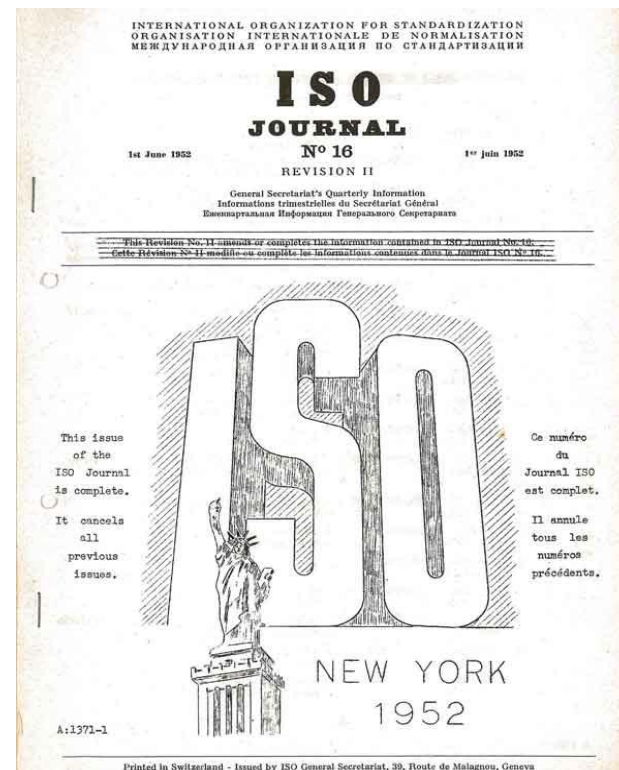 INTERNATIONAL ORGANIZATION FOR STANDARDIZATION
ORGANISATION INTERNATIONALE DE NORMALISATION
МЕЖДУНАРОДНАЯ ОРГАНИЗАЦИЯ ПО СТАНДАРТИЗАЦИИ
ISO
JOURNAL
1st June 1952 Nº 16 1er juin 1952
REVISION II
General Secretariat's Quarterly Information
Informations trimestrielles du Secrétariat Général
Ежеквартальная Информация Генерального Секретариата
This Revision No. II amends or completes the information contained in ISO Journal No. 16.
Cette Révision Nº II modifie ou complète les informations contenues dans le Journal ISO Nº 16.
ISO
This issue
of the
ISO Journal
is complete.
It cancels
all
previous
issues.
Ce numéro
du
Journal ISO
est complet.
Il annule
tous les
numéros
précédents.
NEW YORK
1952
A:1371-1
Printed in Switzerland - Issued by ISO General Secretariat, 39, Route de Malagnou, Geneva